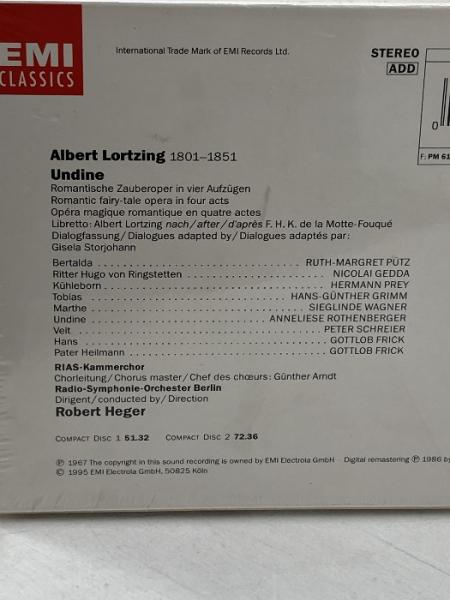 EMI
CLASSICS
International Trade Mark of EMI Records Ltd.
STEREO
ADD
0
F: PM 61
Albert Lortzing 1801–1851
Undine
Romantische Zauberoper in vier Aufzügen
Romantic fairy-tale opera in four acts
Opéra magique romantique en quatre actes
Libretto: Albert Lortzing nach/after/d'après F. H. K. de la Motte-Fouqué
Dialogfassung/Dialogues adapted by/Dialogues adaptés par:
Gisela Storjohann
Bertalda RUTH-MARGRET PÜTZ
Ritter Hugo von Ringstetten NICOLAI GEDDA
Kühleborn HERMANN PREY
Tobias HANS-GÜNTHER GRIMM
Marthe SIEGLINDE WAGNER
Undine ANNELIESE ROTHENBERGER
Veit PETER SCHREIER
Hans GOTTLOB FRICK
Pater Heilmann GOTTLOB FRICK
RIAS-Kammerchor
Chorleitung/Chorus master/Chef des chœurs: Günther Arndt
Radio-Symphonie-Orchester Berlin
Dirigent/conducted by/Direction
Robert Heger
COMPACT DISC 1 51.32 COMPACT DISC 2 72.36
℗ 1967 The copyright in this sound recording is owned by EMI Electrola GmbH · Digital remastering ℗ 1986 by
© 1995 EMI Electrola GmbH, 50825 Köln